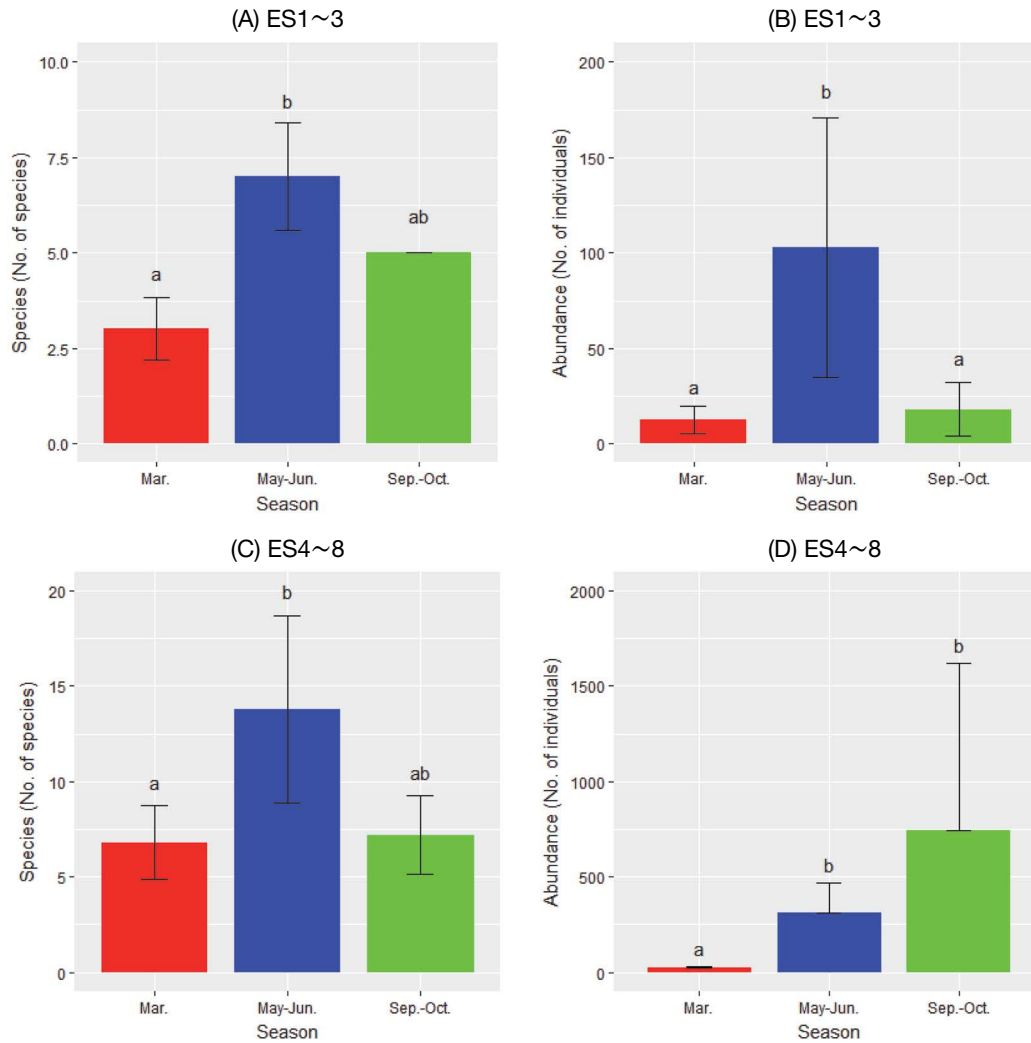 (A) ES1～3
Species (No. of species)
10.0
7.5
5.0
2.5
0.0
a
b
ab
Mar.
May-Jun.
Sep.-Oct.
Season
(B) ES1～3
Abundance (No. of individuals)
200
150
100
50
0
a
b
a
Mar.
May-Jun.
Sep.-Oct.
Season
(C) ES4～8
Species (No. of species)
20
15
10
5
0
a
b
ab
Mar.
May-Jun.
Sep.-Oct.
Season
(D) ES4～8
Abundance (No. of individuals)
2000
1500
1000
500
0
a
b
b
Mar.
May-Jun.
Sep.-Oct.
Season